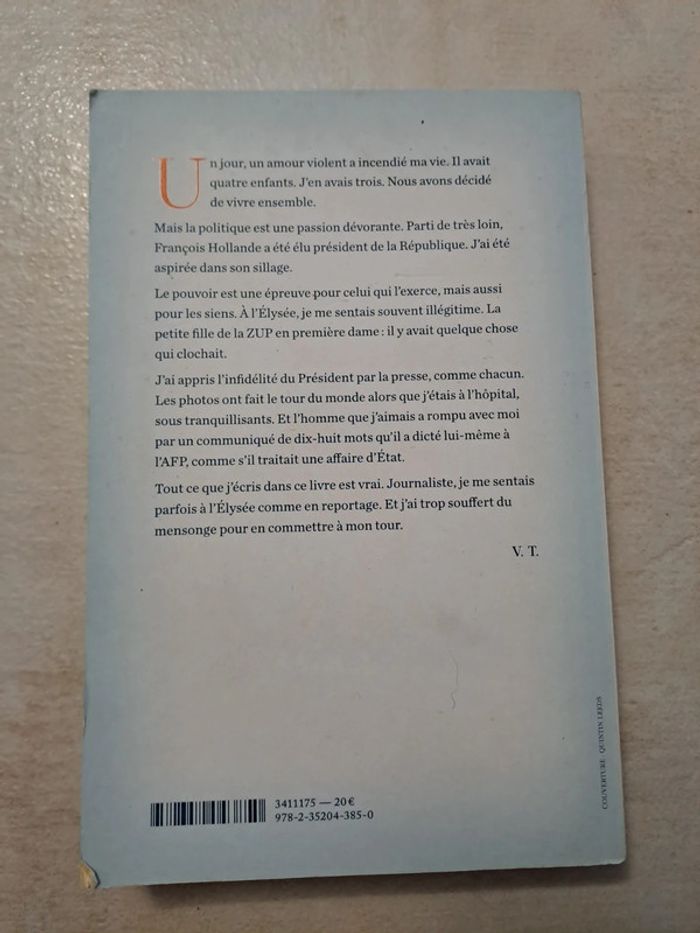 Un jour, un amour violent a incendié ma vie. Il avait
quatre enfants. J'en avais trois. Nous avons décidé
de vivre ensemble.
Mais la politique est une passion dévorante. Parti de très loin,
François Hollande a été élu président de la République. J'ai été
aspirée dans son sillage.
Le pouvoir est une épreuve pour celui qui l'exerce, mais aussi
pour les siens. À l'Élysée, je me sentais souvent illégitime. La
petite fille de la ZUP en première dame : il y avait quelque chose
qui clochait.
J'ai appris l'infidélité du Président par la presse, comme chacun.
Les photos ont fait le tour du monde alors que j'étais à l'hôpital,
sous tranquillisants. Et l'homme que j'aimais a rompu avec moi
par un communiqué de dix-huit mots qu'il a dicté lui-même à
l'AFP, comme s'il traitait une affaire d'État.
Tout ce que j'écris dans ce livre est vrai. Journaliste, je me sentais
parfois à l'Élysée comme en reportage. Et j'ai trop souffert du
mensonge pour en commettre à mon tour.
V. T.
3411175 — 20 €
978-2-35204-385-0
COUVERTURE QUINTIN LEEDS